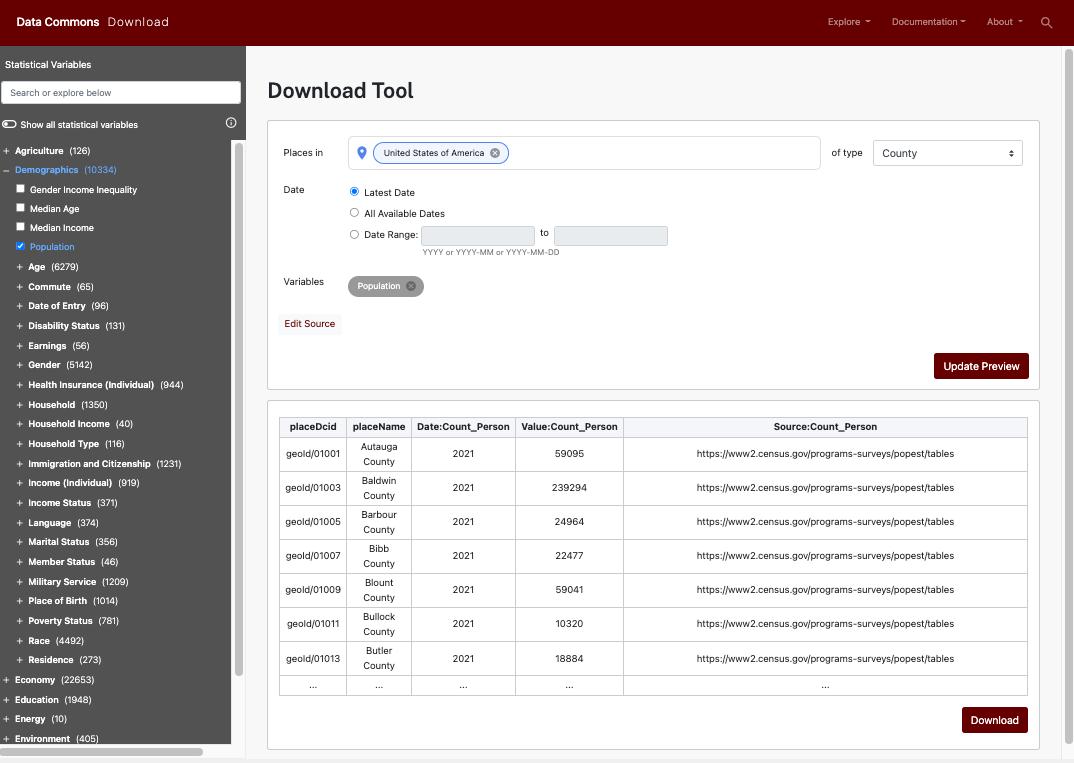 Data Commons Download
Explore
Documentation
About
Statistical Variables
Search or explore below
Show all statistical variables
+ Agriculture (126)
– Demographics (10334)
Gender Income Inequality
Median Age
Median Income
Population
+ Age (6279)
+ Commute (65)
+ Date of Entry (96)
+ Disability Status (131)
+ Earnings (56)
+ Gender (5142)
+ Health Insurance (Individual) (944)
+ Household (1350)
+ Household Income (40)
+ Household Type (116)
+ Immigration and Citizenship (1231)
+ Income (Individual) (919)
+ Income Status (371)
+ Language (374)
+ Marital Status (356)
+ Member Status (46)
+ Military Service (1209)
+ Place of Birth (1014)
+ Poverty Status (781)
+ Race (4492)
+ Residence (273)
+ Economy (22653)
+ Education (1948)
+ Energy (10)
+ Environment (405)
Download Tool
Places in United States of America of type County
Date
Latest Date
All Available Dates
Date Range: to
YYYY or YYYY-MM or YYYY-MM-DD
Variables Population
Edit Source
Update Preview
placeDcid placeName Date:Count_Person Value:Count_Person Source:Count_Person
geoId/01001 Autauga County 2021 59095 https://www2.census.gov/programs-surveys/popest/tables
geoId/01003 Baldwin County 2021 239294 https://www2.census.gov/programs-surveys/popest/tables
geoId/01005 Barbour County 2021 24964 https://www2.census.gov/programs-surveys/popest/tables
geoId/01007 Bibb County 2021 22477 https://www2.census.gov/programs-surveys/popest/tables
geoId/01009 Blount County 2021 59041 https://www2.census.gov/programs-surveys/popest/tables
geoId/01011 Bullock County 2021 10320 https://www2.census.gov/programs-surveys/popest/tables
geoId/01013 Butler County 2021 18884 https://www2.census.gov/programs-surveys/popest/tables
... ... ... ... ...
Download